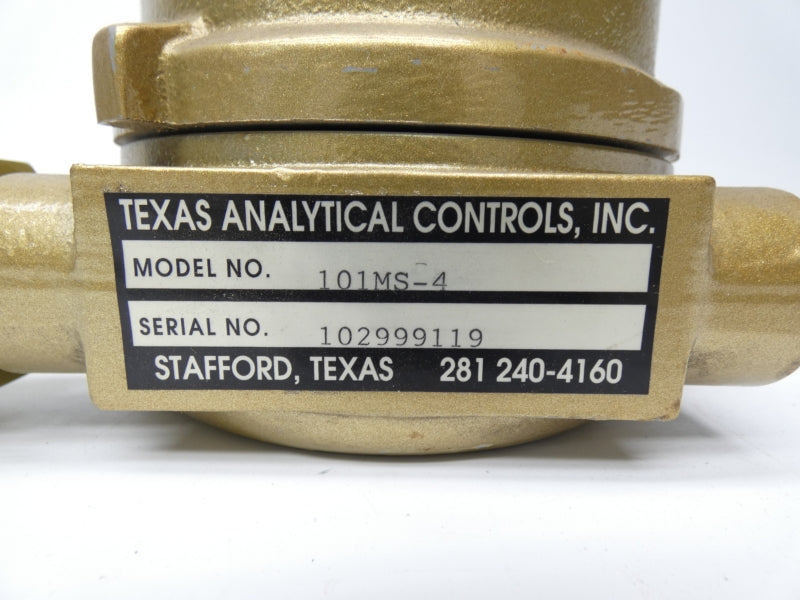 TEXAS ANALYTICAL CONTROLS, INC.
MODEL NO. 101MS-4
SERIAL NO. 102999119
STAFFORD, TEXAS 281 240-4160